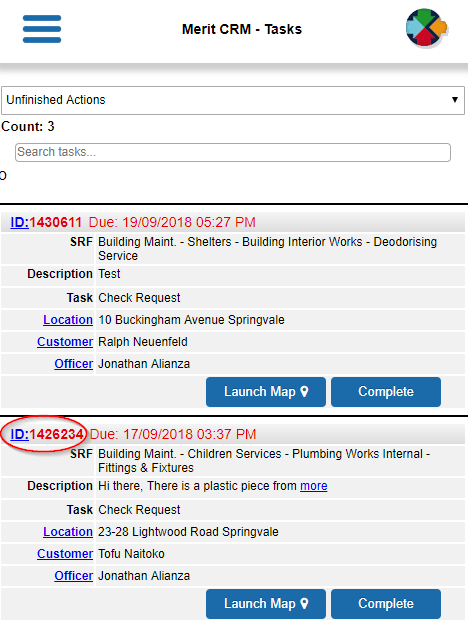 Merit CRM - Tasks
Unfinished Actions
Count: 3
Search tasks...
O
ID:1430611 Due: 19/09/2018 05:27 PM
SRF Building Maint. - Shelters - Building Interior Works - Deodorising
Service
Description Test
Task Check Request
Location 10 Buckingham Avenue Springvale
Customer Ralph Neuenfeld
Officer Jonathan Alianza
Launch Map Complete
ID:1426234 Due: 17/09/2018 03:37 PM
SRF Building Maint. - Children Services - Plumbing Works Internal -
Fittings & Fixtures
Description Hi there, There is a plastic piece from more
Task Check Request
Location 23-28 Lightwood Road Springvale
Customer Tofu Naitoko
Officer Jonathan Alianza
Launch Map Complete